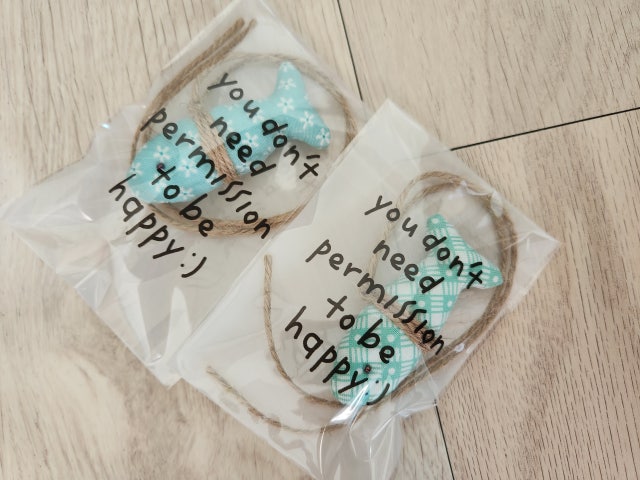 you don't
need
permission
to be
happy :)
you don't
need
permission
to be
happy :)